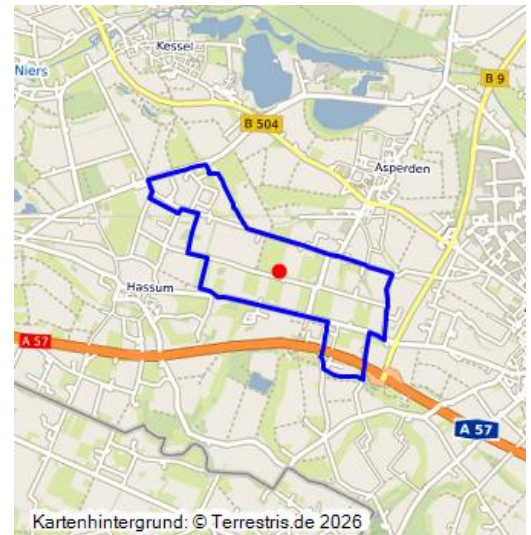 Kessel
Niers
B 9
B 504
Asperden
Hassum
A 57
A 57
Kartenhintergrund: © Terrestris.de 2026